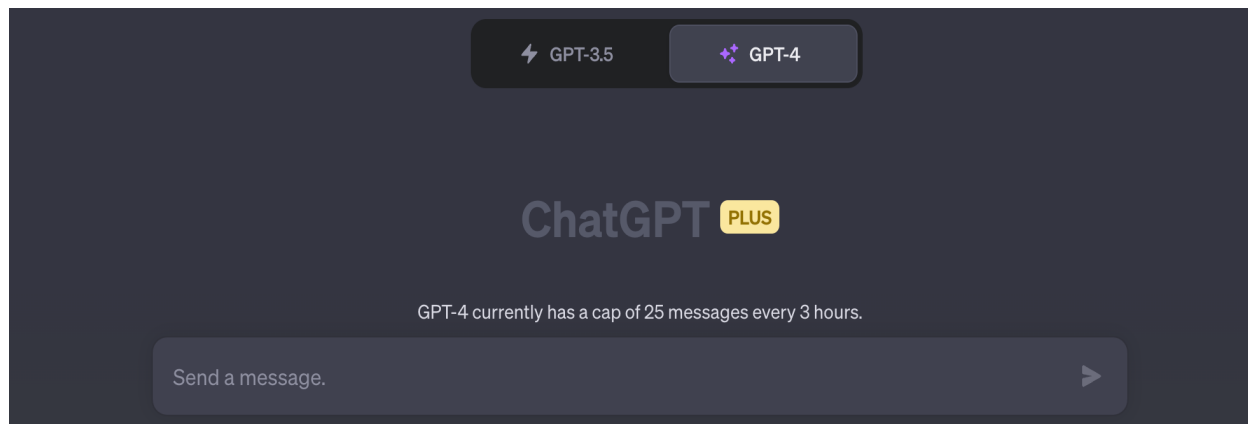 GPT-3.5 GPT-4
ChatGPT PLUS
GPT-4 currently has a cap of 25 messages every 3 hours.
Send a message.